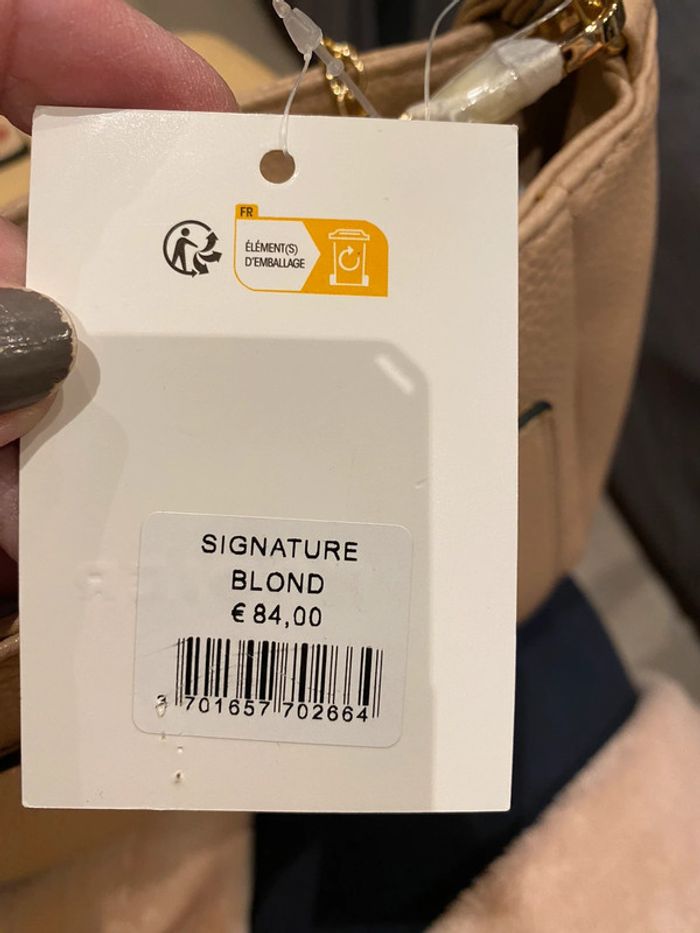 FR
ÉLÉMENT(S)
D'EMBALLAGE
SIGNATURE
BLOND
€ 84,00
3 701657 702664